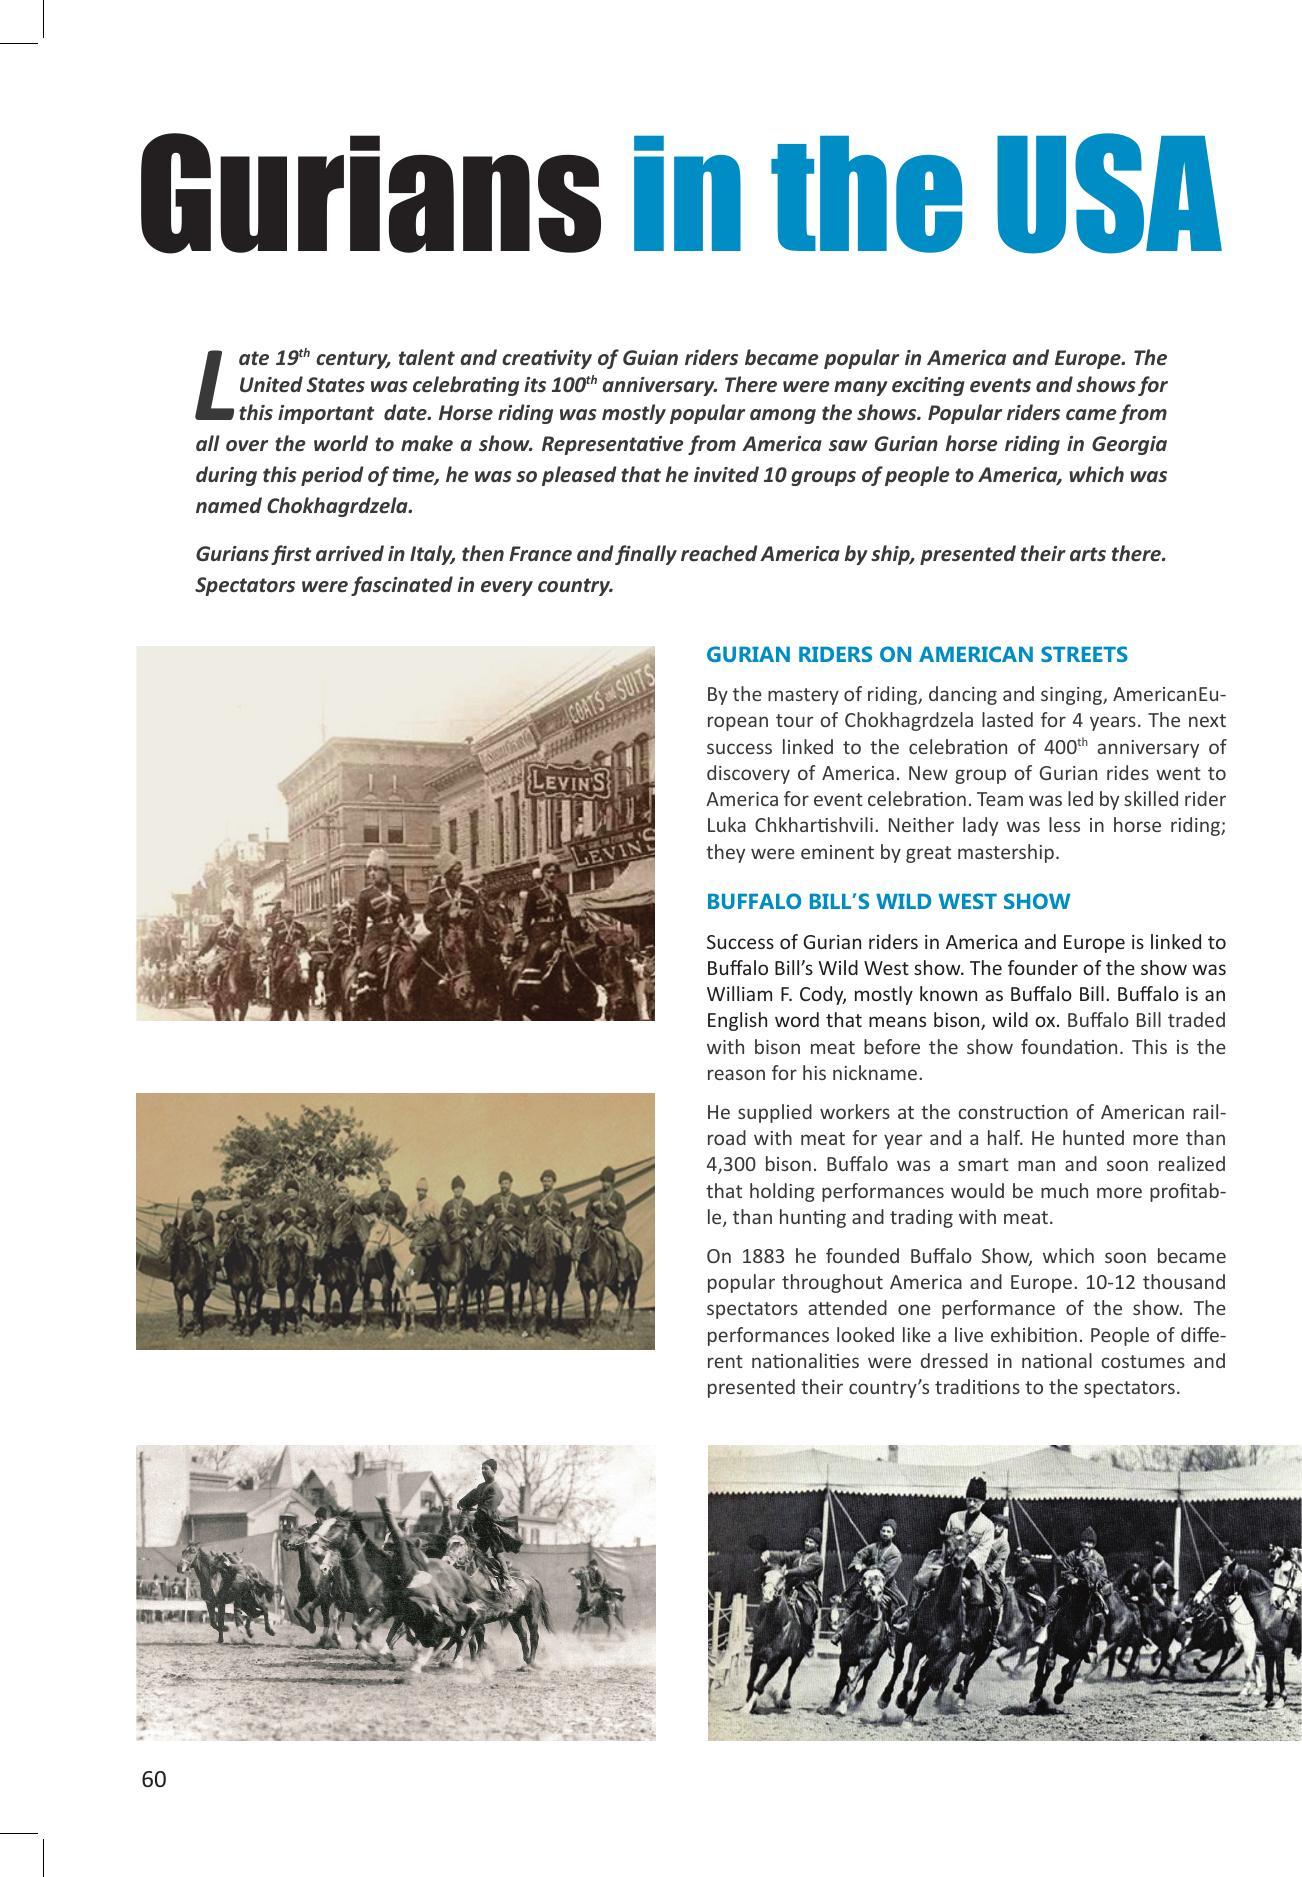 Gurians in the USA
Late 19th century, talent and creativity of Guian riders became popular in America and Europe. The
United States was celebrating its 100th anniversary. There were many exciting events and shows for
this important date. Horse riding was mostly popular among the shows. Popular riders came from
all over the world to make a show. Representative from America saw Gurian horse riding in Georgia
during this period of time, he was so pleased that he invited 10 groups of people to America, which was
named Chokhagrdzela.
Gurians first arrived in Italy, then France and finally reached America by ship, presented their arts there.
Spectators were fascinated in every country.
COATS and SUITS
LEVIN'S
LEVIN'S
GURIAN RIDERS ON AMERICAN STREETS
By the mastery of riding, dancing and singing, AmericanEu-
ropean tour of Chokhagrdzela lasted for 4 years. The next
success linked to the celebration of 400th anniversary of
discovery of America. New group of Gurian rides went to
America for event celebration. Team was led by skilled rider
Luka Chkhartishvili. Neither lady was less in horse riding;
they were eminent by great mastership.
BUFFALO BILL’S WILD WEST SHOW
Success of Gurian riders in America and Europe is linked to
Buffalo Bill’s Wild West show. The founder of the show was
William F. Cody, mostly known as Buffalo Bill. Buffalo is an
English word that means bison, wild ox. Buffalo Bill traded
with bison meat before the show foundation. This is the
reason for his nickname.
He supplied workers at the construction of American rail-
road with meat for year and a half. He hunted more than
4,300 bison. Buffalo was a smart man and soon realized
that holding performances would be much more profitab-
le, than hunting and trading with meat.
On 1883 he founded Buffalo Show, which soon became
popular throughout America and Europe. 10-12 thousand
spectators attended one performance of the show. The
performances looked like a live exhibition. People of diffe-
rent nationalities were dressed in national costumes and
presented their country’s traditions to the spectators.
60